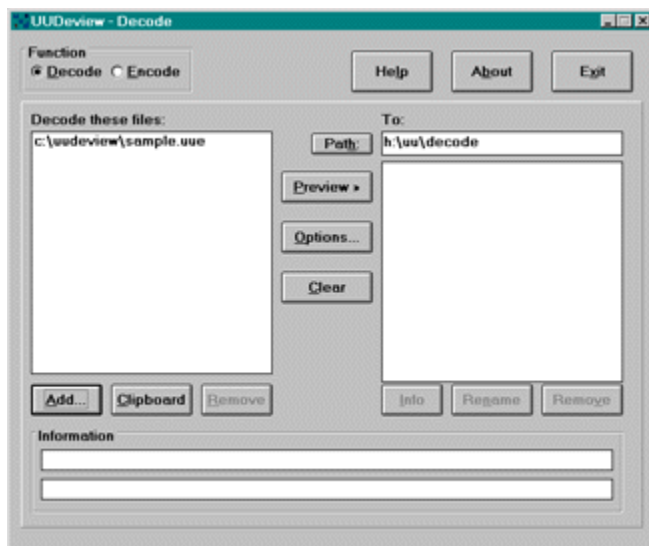 UUDeview - Decode
Function
Decode Encode
Help About Exit
Decode these files:
To:
c:\uudeview\sample.uue
Path:
h:\uu\decode
Preview »
Options...
Clear
Add... Clipboard Remove
Info Rename Remove
Information